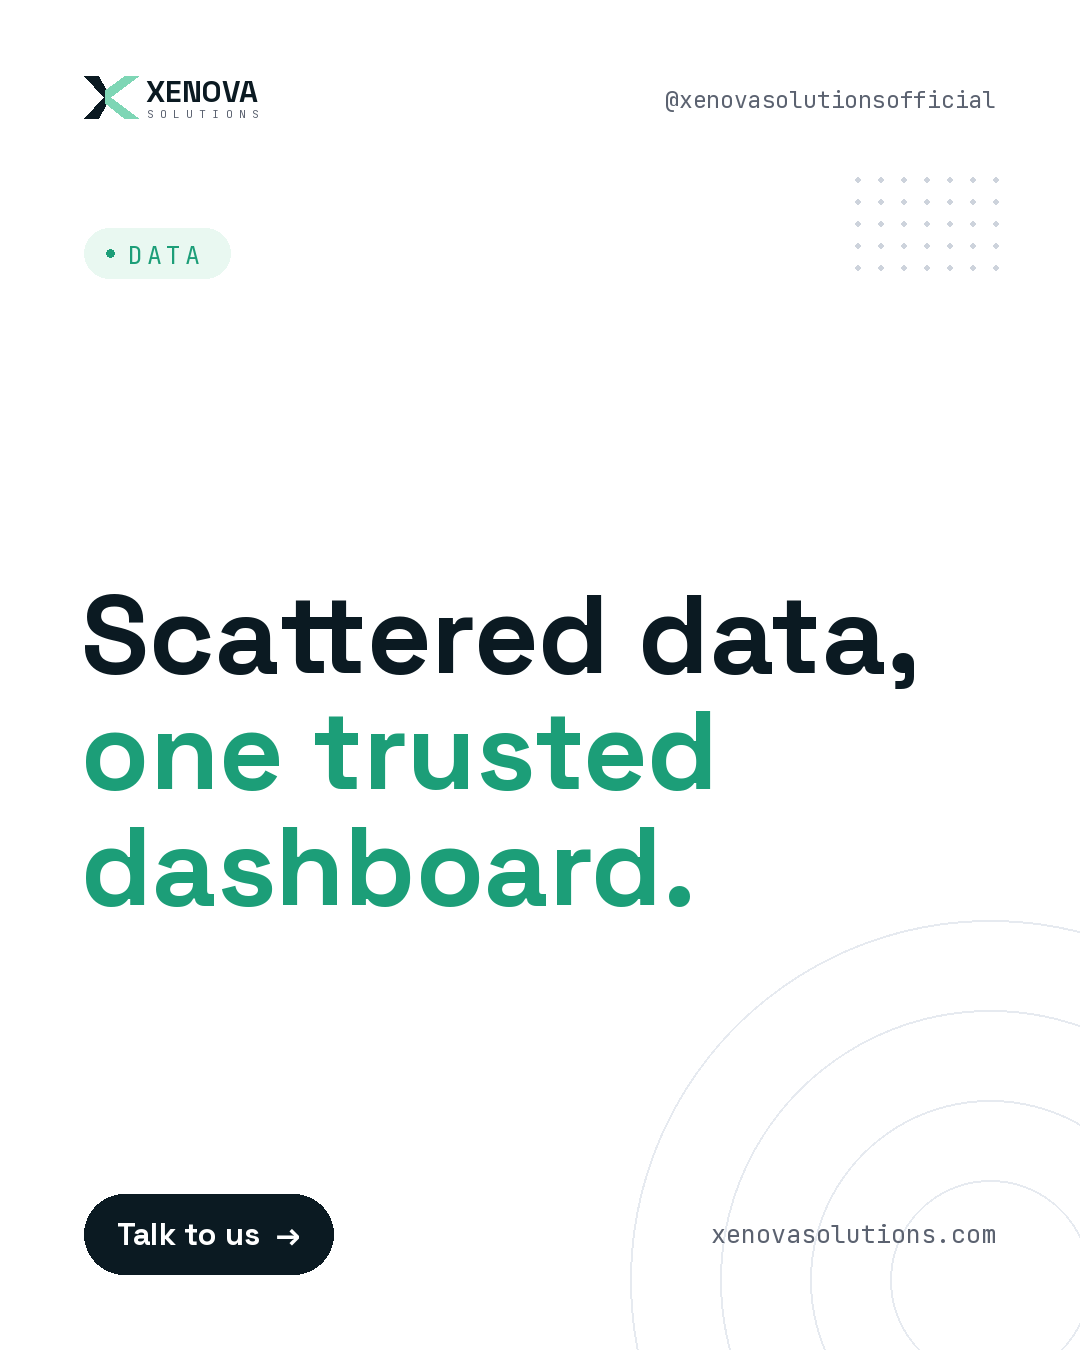 XENOVA
SOLUTIONS
@xenovasolutionsofficial
DATA
Scattered data,
one trusted
dashboard.
Talk to us →
xenovasolutions.com